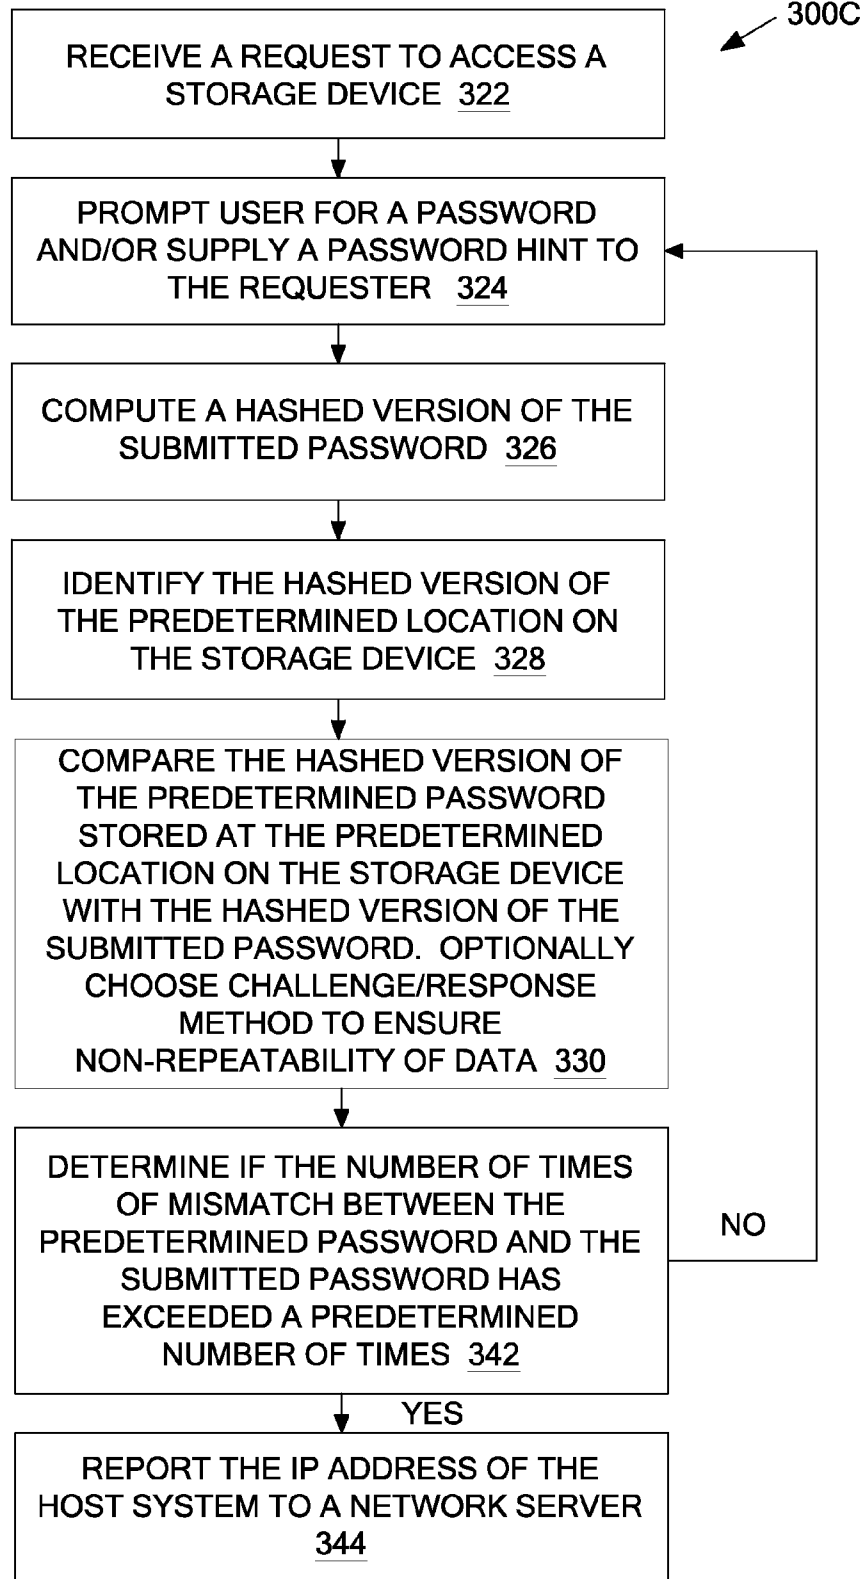 300C
RECEIVE A REQUEST TO ACCESS A
STORAGE DEVICE 322
PROMPT USER FOR A PASSWORD
AND/OR SUPPLY A PASSWORD HINT TO
THE REQUESTER 324
COMPUTE A HASHED VERSION OF THE
SUBMITTED PASSWORD 326
IDENTIFY THE HASHED VERSION OF
THE PREDETERMINED LOCATION ON
THE STORAGE DEVICE 328
COMPARE THE HASHED VERSION OF
THE PREDETERMINED PASSWORD
STORED AT THE PREDETERMINED
LOCATION ON THE STORAGE DEVICE
WITH THE HASHED VERSION OF THE
SUBMITTED PASSWORD. OPTIONALLY
CHOOSE CHALLENGE/RESPONSE
METHOD TO ENSURE
NON-REPEATABILITY OF DATA 330
DETERMINE IF THE NUMBER OF TIMES
OF MISMATCH BETWEEN THE
PREDETERMINED PASSWORD AND THE
SUBMITTED PASSWORD HAS
EXCEEDED A PREDETERMINED
NUMBER OF TIMES 342
NO
YES
REPORT THE IP ADDRESS OF THE
HOST SYSTEM TO A NETWORK SERVER
344